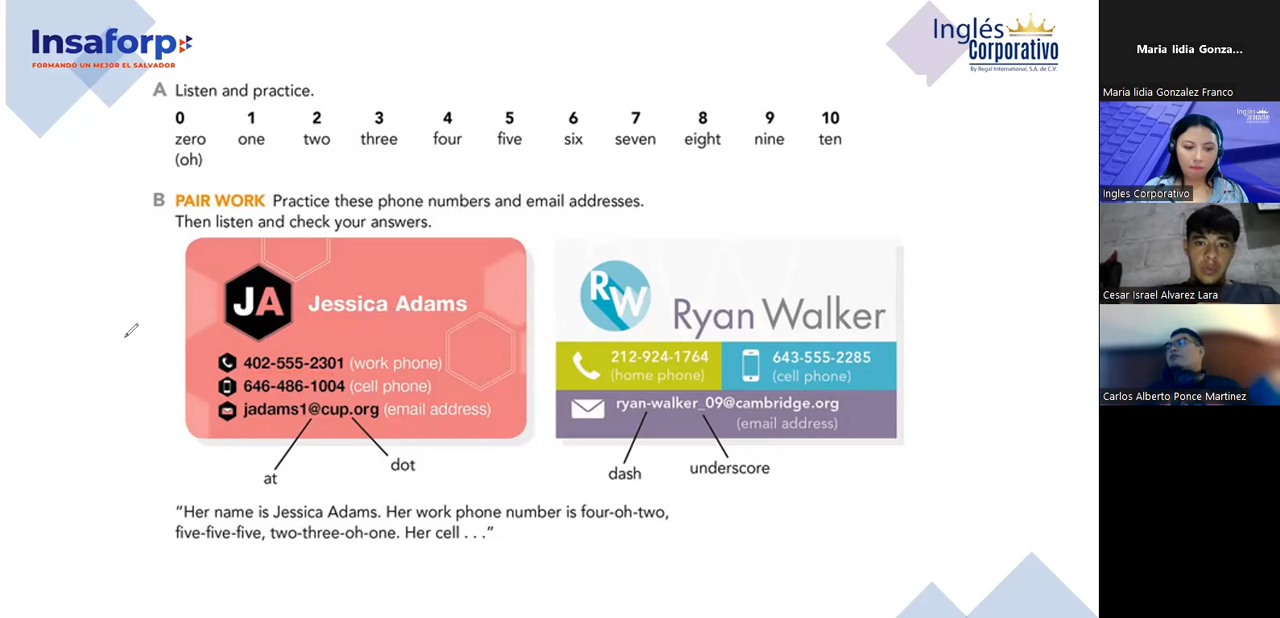 Insaforp
FORMANDO UN MEJOR EL SALVADOR
Inglés
Corporativo
By Regal International, S.A. de C.V.
A Listen and practice.
0 1 2 3 4 5 6 7 8 9 10
zero one two three four five six seven eight nine ten
(oh)
B PAIR WORK Practice these phone numbers and email addresses.
Then listen and check your answers.
JA Jessica Adams
402-555-2301 (work phone)
646-486-1004 (cell phone)
jadams1@cup.org (email address)
at
dot
RW
Ryan Walker
212-924-1764
(home phone)
643-555-2285
(cell phone)
ryan-walker_09@cambridge.org
(email address)
dash
underscore
“Her name is Jessica Adams. Her work phone number is four-oh-two,
five-five-five, two-three-oh-one. Her cell . . .”
Maria lidia Gonza...
Maria lidia Gonzalez Franco
Ingles Corporativo
Cesar Israel Alvarez Lara
Carlos Alberto Ponce Martinez